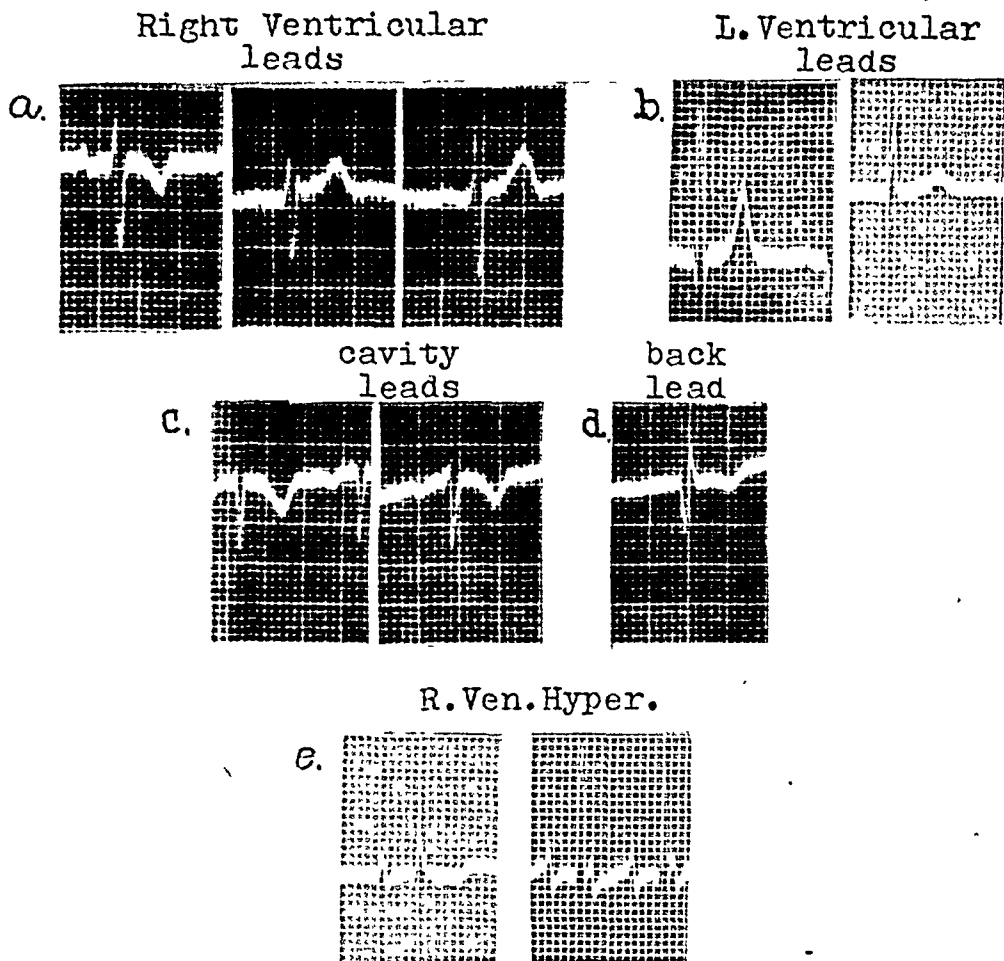 Right Ventricular
leads
L. Ventricular
leads
a.
b.
cavity
leads
back
lead
c.
d
R. Ven. Hyper.
e.